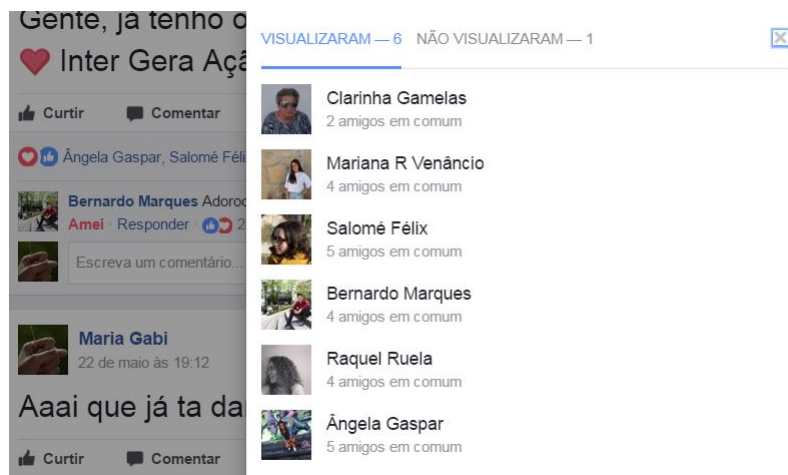 Gente, já tenho o
Inter Gera Açã
Curtir Comentar
Ângela Gaspar, Salomé Féli
Bernardo Marques Adoro
Amei · Responder · 2
Escreva um comentário...
Maria Gabi
22 de maio às 19:12
Aaai que já ta da
Curtir Comentar
VISUALIZARAM — 6 NÃO VISUALIZARAM — 1
Clarinha Gamelas
2 amigos em comum
Mariana R Venâncio
4 amigos em comum
Salomé Félix
5 amigos em comum
Bernardo Marques
4 amigos em comum
Raquel Ruela
4 amigos em comum
Ângela Gaspar
5 amigos em comum